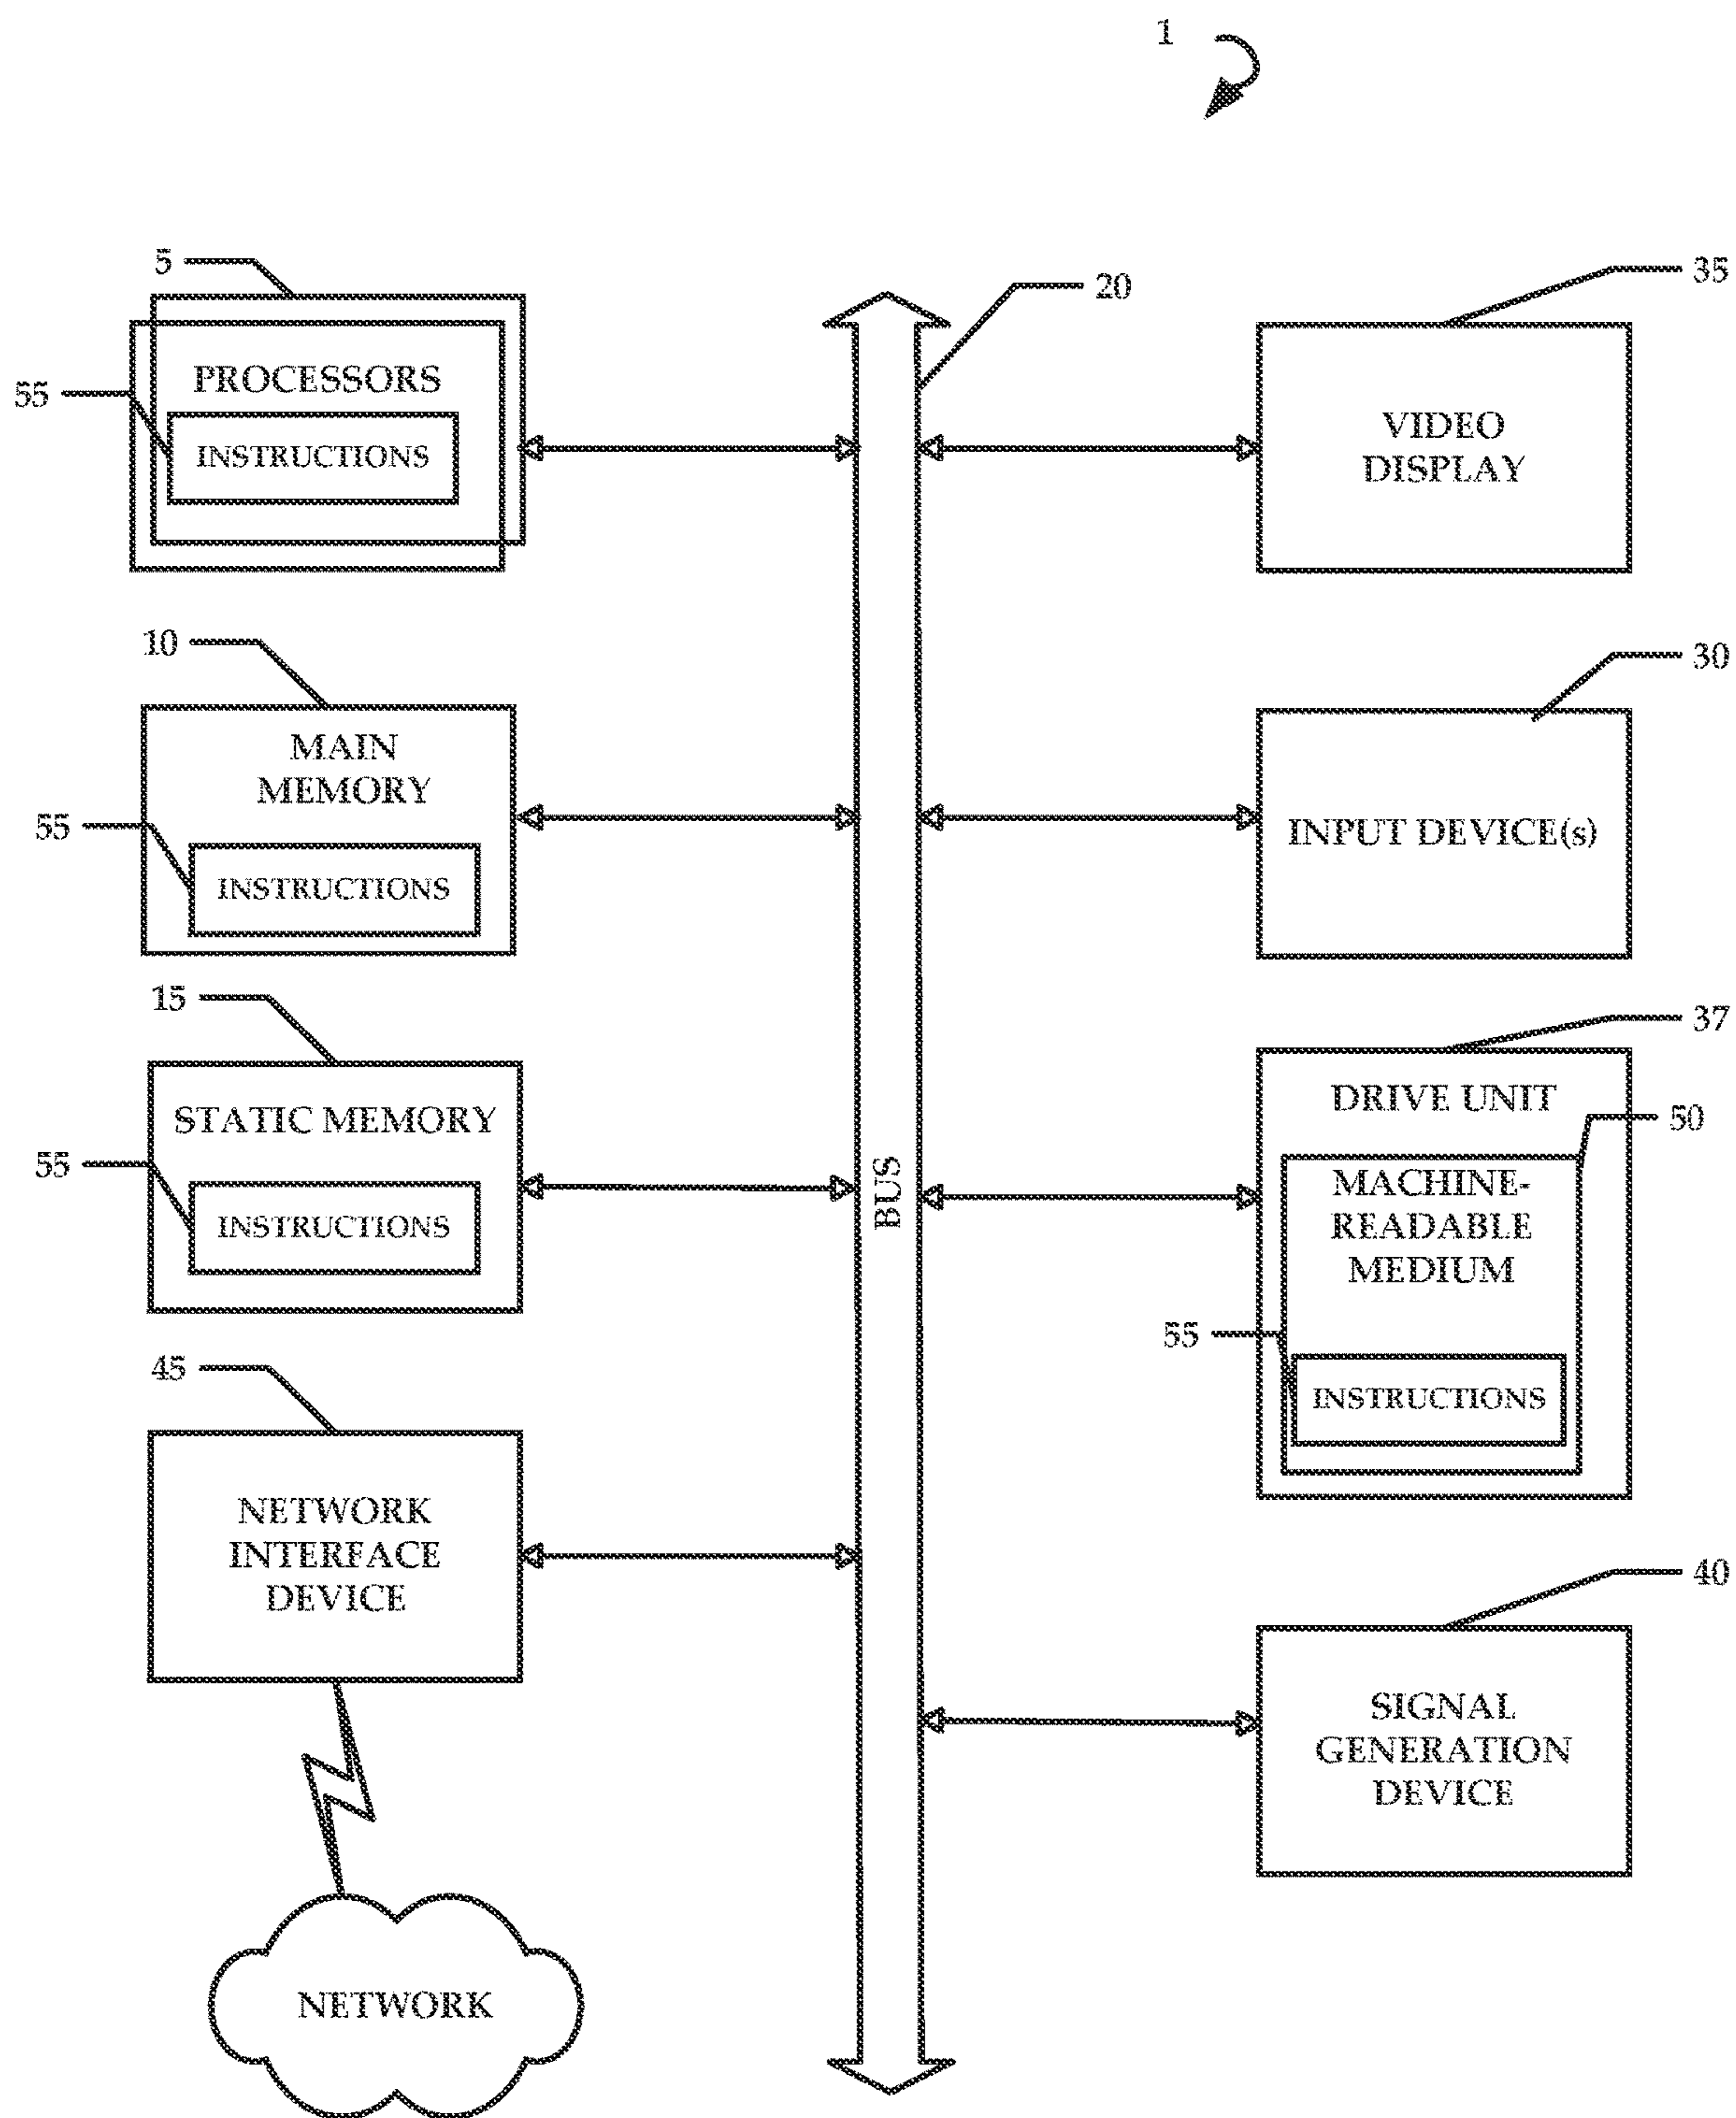 1
5
PROCESSORS
55
INSTRUCTIONS
10
MAIN
MEMORY
55
INSTRUCTIONS
15
STATIC MEMORY
55
INSTRUCTIONS
45
NETWORK
INTERFACE
DEVICE
NETWORK
20
BUS
35
VIDEO
DISPLAY
30
INPUT DEVICE(s)
37
DRIVE UNIT
50
MACHINE-
READABLE
MEDIUM
55
INSTRUCTIONS
40
SIGNAL
GENERATION
DEVICE